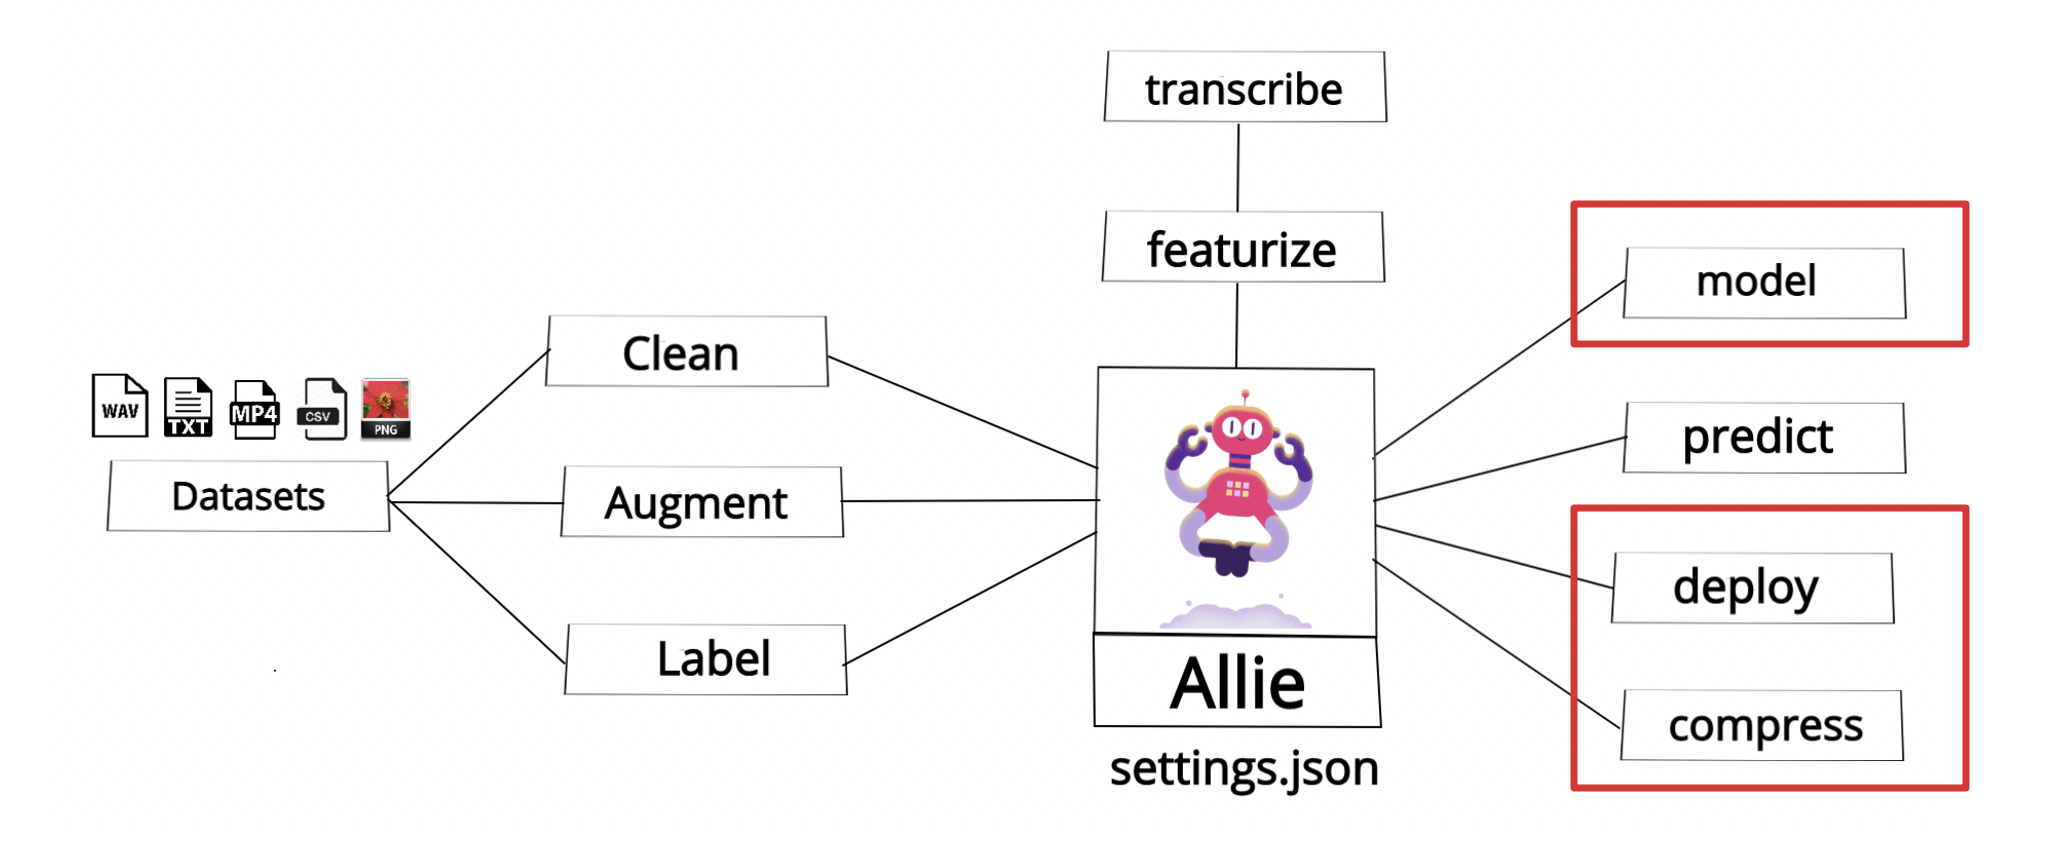 transcribe
featurize
model
predict
deploy
compress
Clean
Augment
Label
WAV
TXT
MP4
CSV
PNG
Datasets
Allie
settings.json